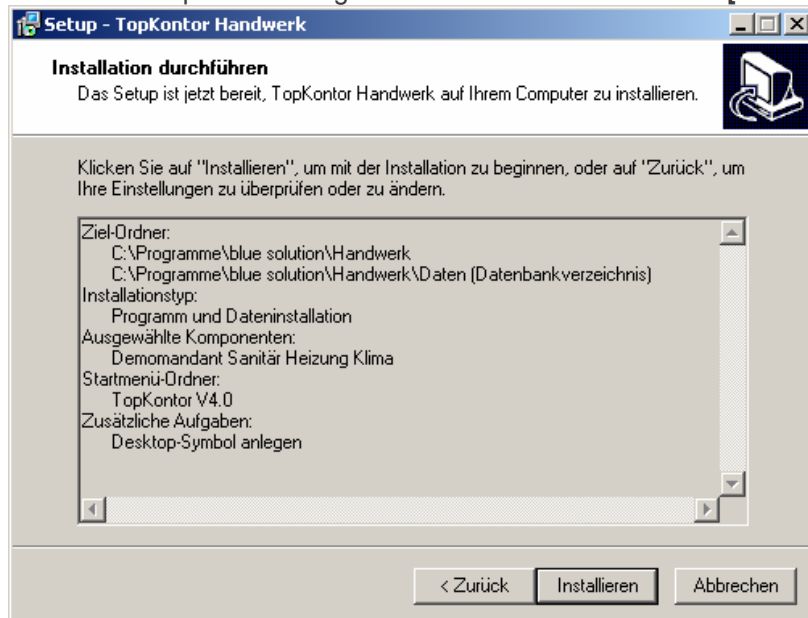 Setup - TopKontor Handwerk
Installation durchführen
Das Setup ist jetzt bereit, TopKontor Handwerk auf Ihrem Computer zu installieren.
Klicken Sie auf "Installieren", um mit der Installation zu beginnen, oder auf "Zurück", um
Ihre Einstellungen zu überprüfen oder zu ändern.
Ziel-Ordner:
C:\Programme\blue solution\Handwerk
C:\Programme\blue solution\Handwerk\Daten (Datenbankverzeichnis)
Installationstyp:
Programm und Dateninstallation
Ausgewählte Komponenten:
Demomandant Sanitär Heizung Klima
Startmenü-Ordner:
TopKontor V4.0
Zusätzliche Aufgaben:
Desktop-Symbol anlegen
< Zurück
Installieren
Abbrechen